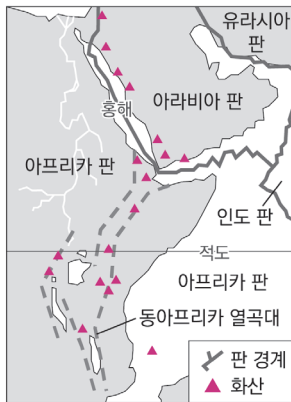 유라시아
판
아라비아 판
홍해
아프리카 판
인도 판
적도
아프리카 판
동아프리카 열곡대
판 경계
화산